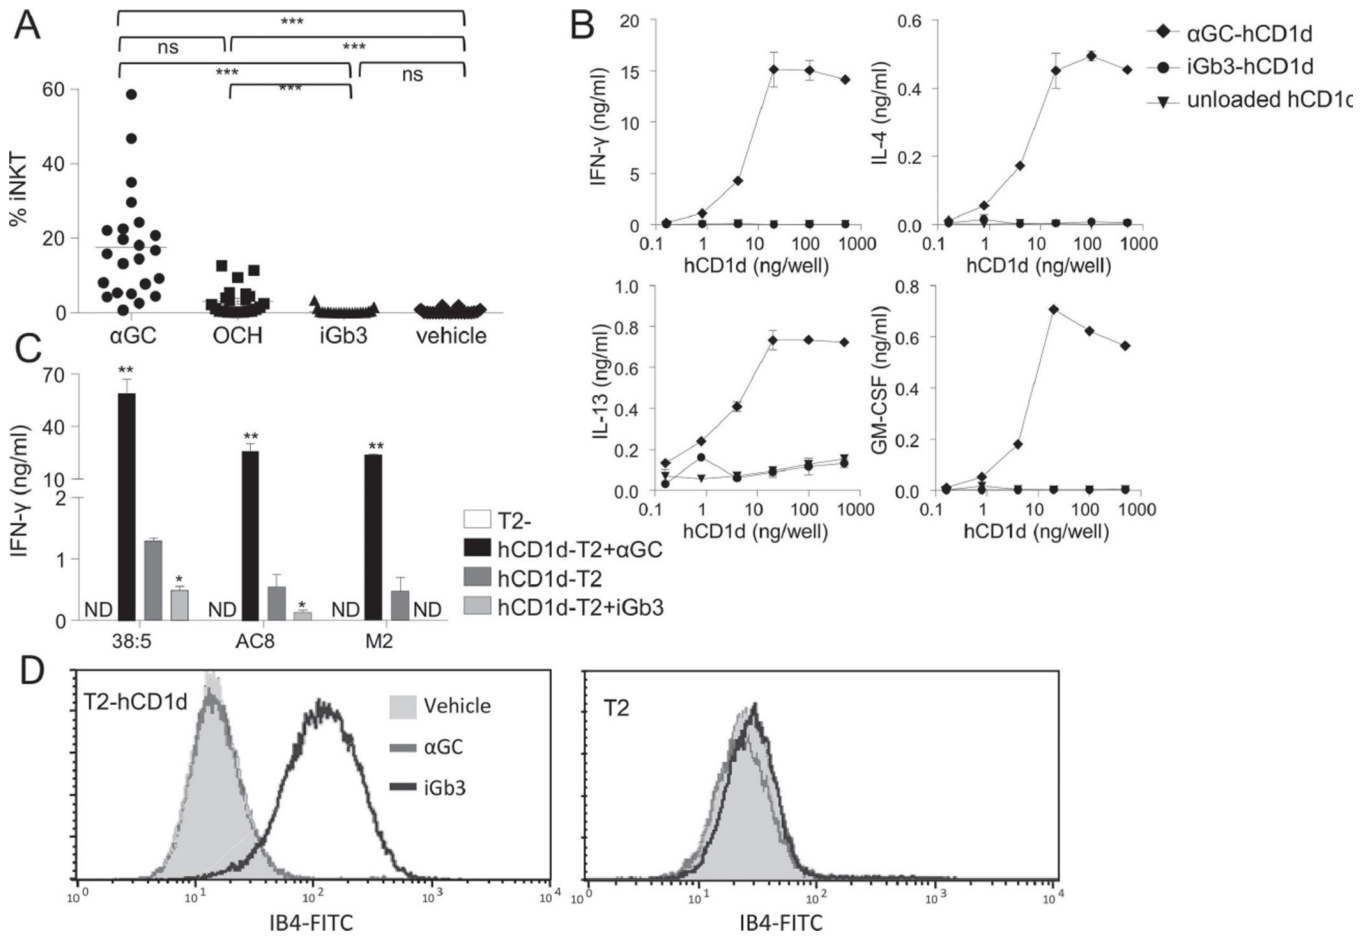 A
***
ns
***
***
ns
***
% iNKT
60
40
20
0
αGC
OCH
iGb3
vehicle
B
IFN-γ (ng/ml)
20
15
10
5
0
0.1
1
10
100
1000
hCD1d (ng/well)
IL-4 (ng/ml)
0.6
0.4
0.2
0.0
0.1
1
10
100
1000
hCD1d (ng/well)
αGC-hCD1d
iGb3-hCD1d
unloaded hCD1d
IL-13 (ng/ml)
1.0
0.8
0.6
0.4
0.2
0.0
0.1
1
10
100
1000
hCD1d (ng/well)
GM-CSF (ng/ml)
0.8
0.6
0.4
0.2
0.0
0.1
1
10
100
1000
hCD1d (ng/well)
C
IFN-γ (ng/ml)
70
40
10
2
1
0
**
**
**
*
*
ND
ND
ND
ND
38:5
AC8
M2
T2-
hCD1d-T2+αGC
hCD1d-T2
hCD1d-T2+iGb3
D
T2-hCD1d
Vehicle
αGC
iGb3
10⁰
10¹
10²
10³
10⁴
IB4-FITC
T2
10⁰
10¹
10²
10³
10⁴
IB4-FITC